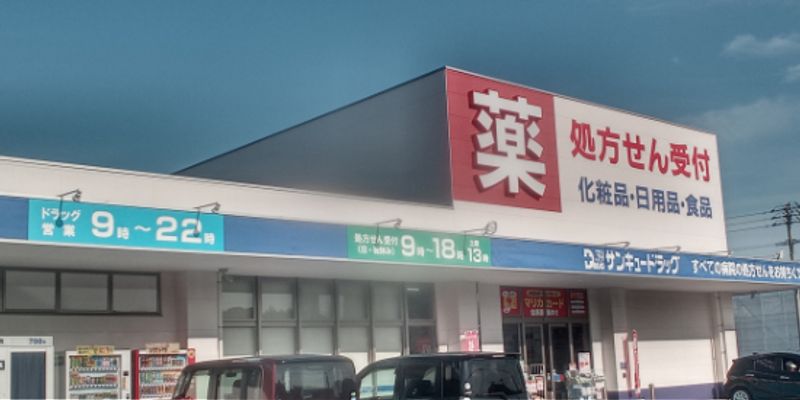 薬
処方せん受付
化粧品・日用品・食品
ドラッグ
営業
9時〜22時
処方せん受付
9時〜18時
土曜
13時
サンキュードラッグ
すべての病院の処方せんをお持ちくだ
マリカ カード